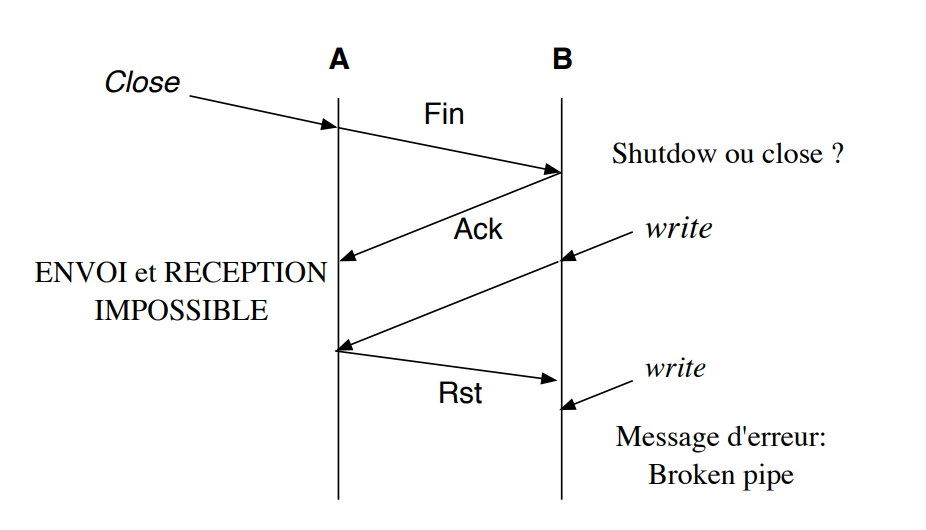 A
B
Close
Fin
Shutdow ou close ?
Ack
write
ENVOI et RECEPTION
IMPOSSIBLE
write
Rst
Message d'erreur:
Broken pipe